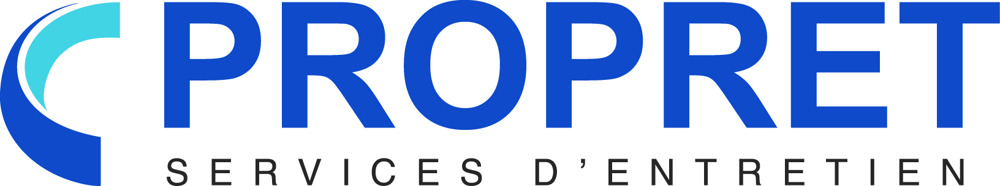 PROPRET
SERVICES D'ENTRETIEN